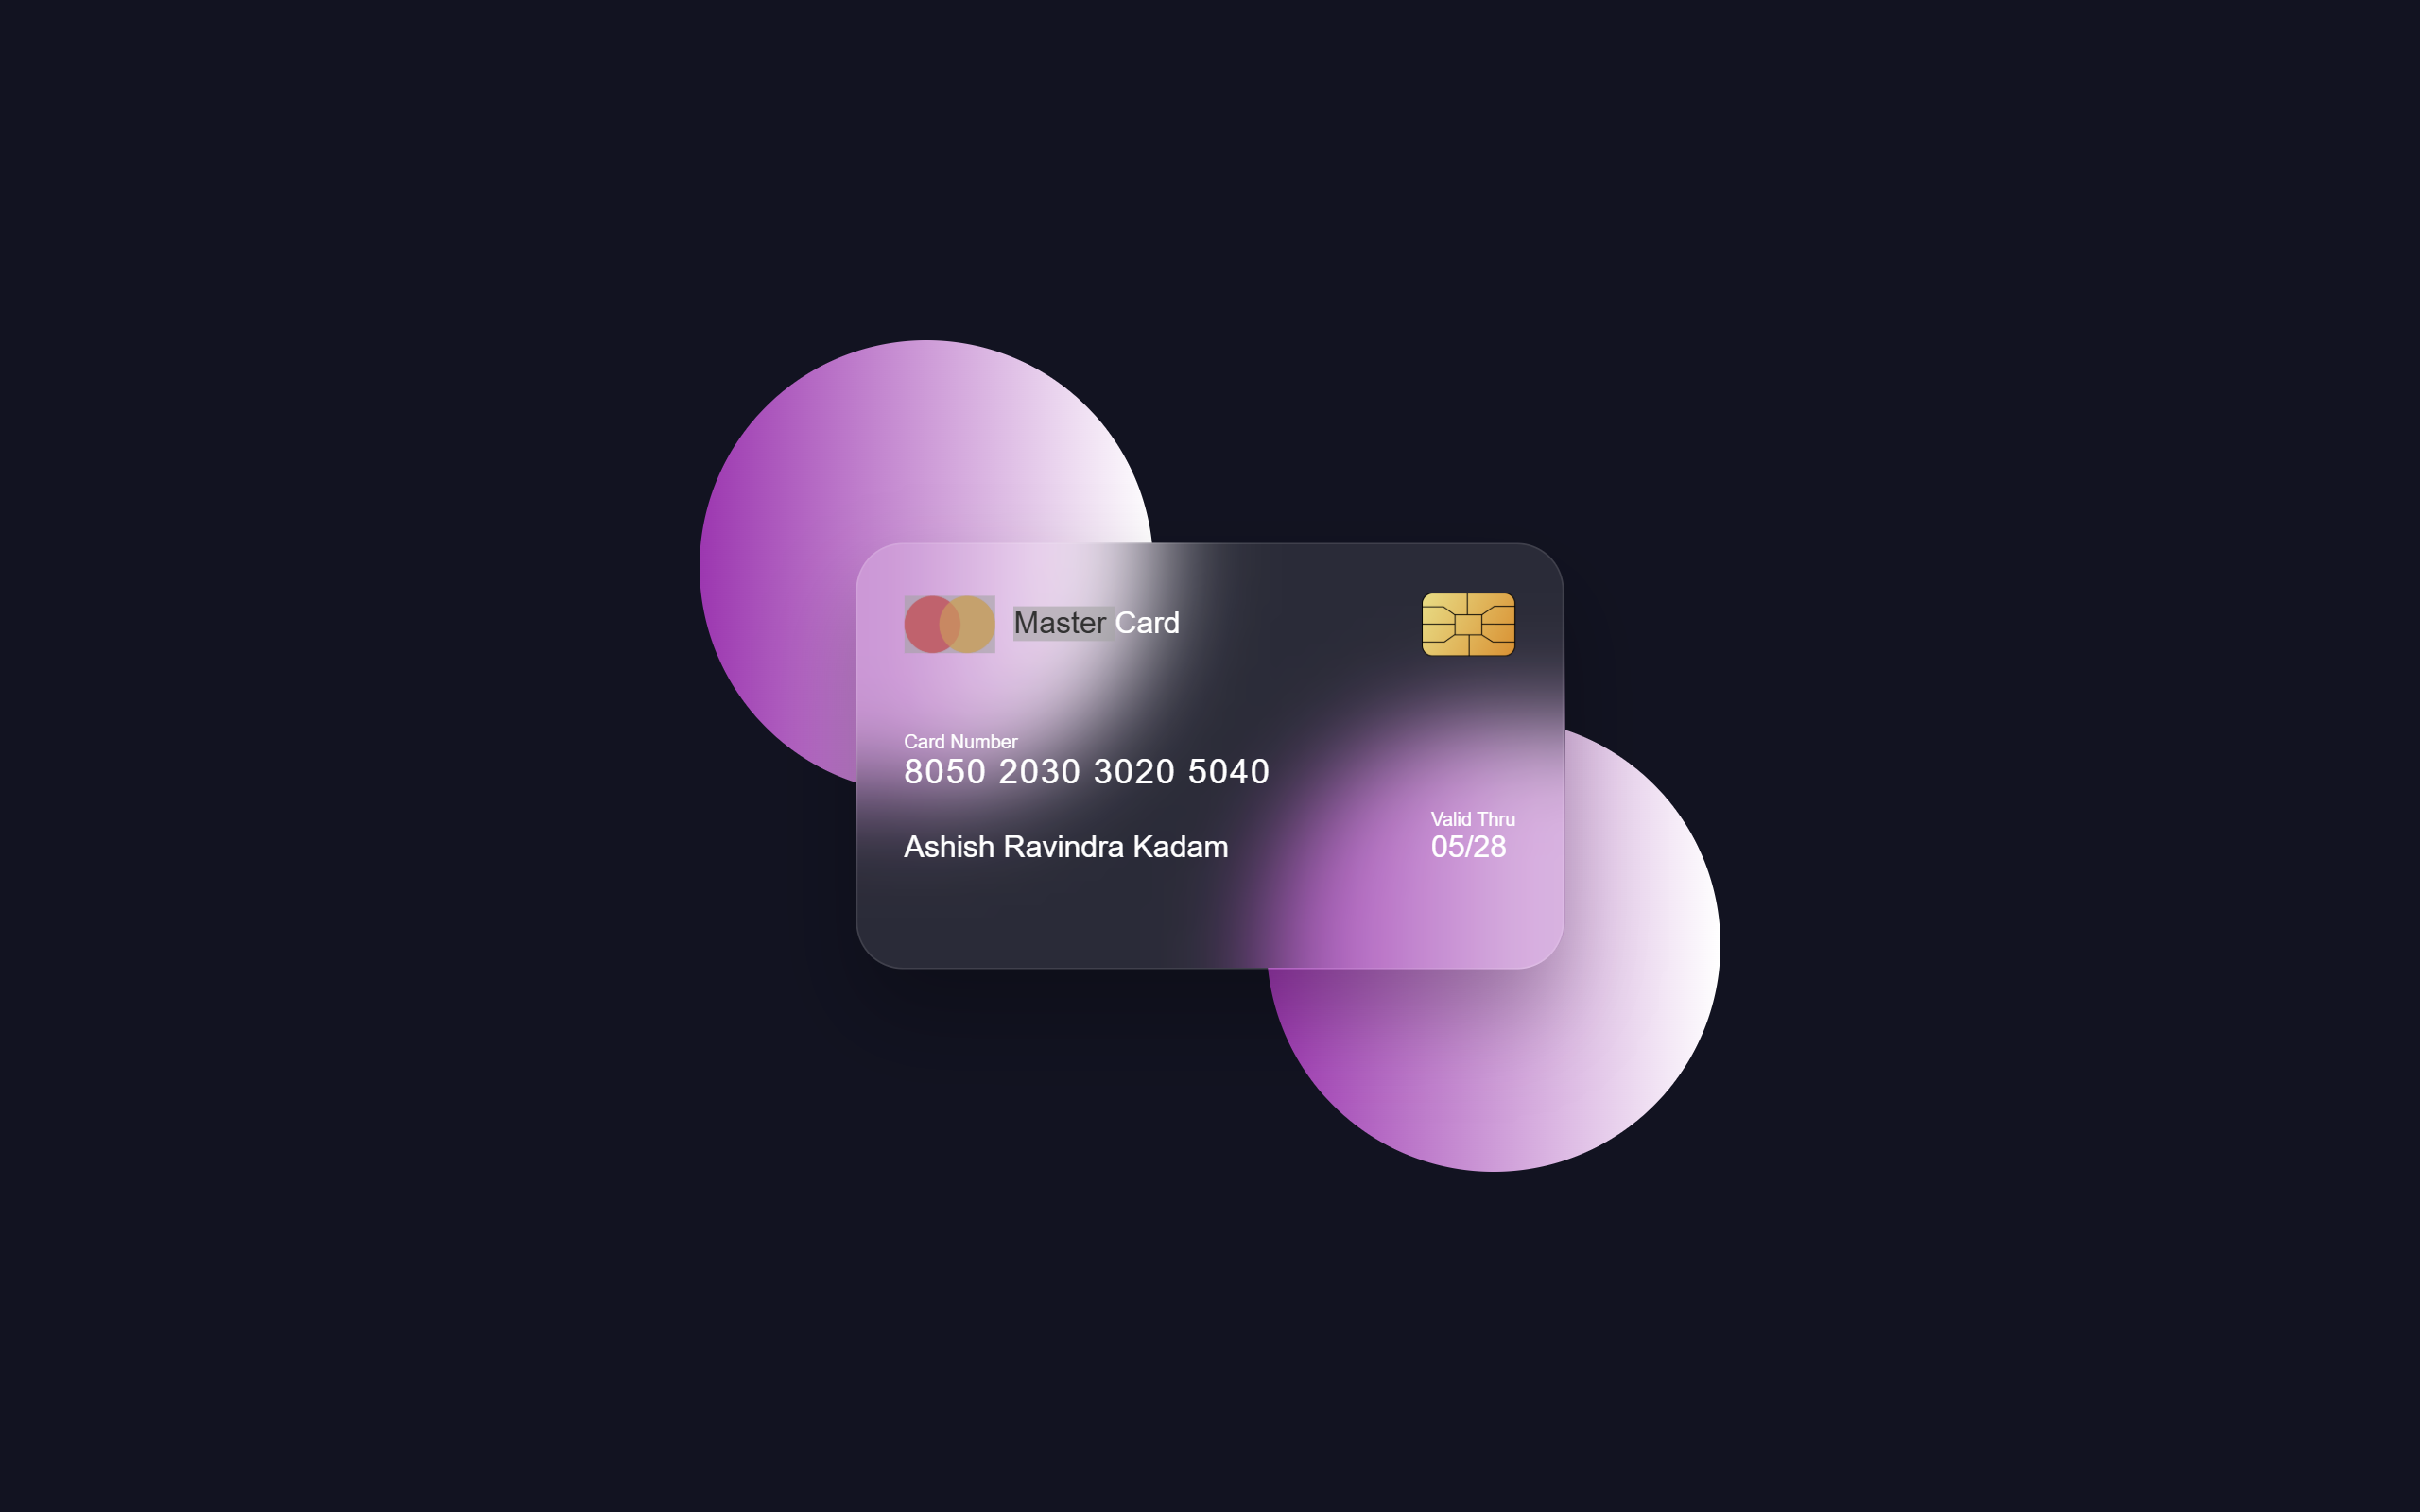 Master Card
Card Number
8050 2030 3020 5040
Ashish Ravindra Kadam
Valid Thru
05/28